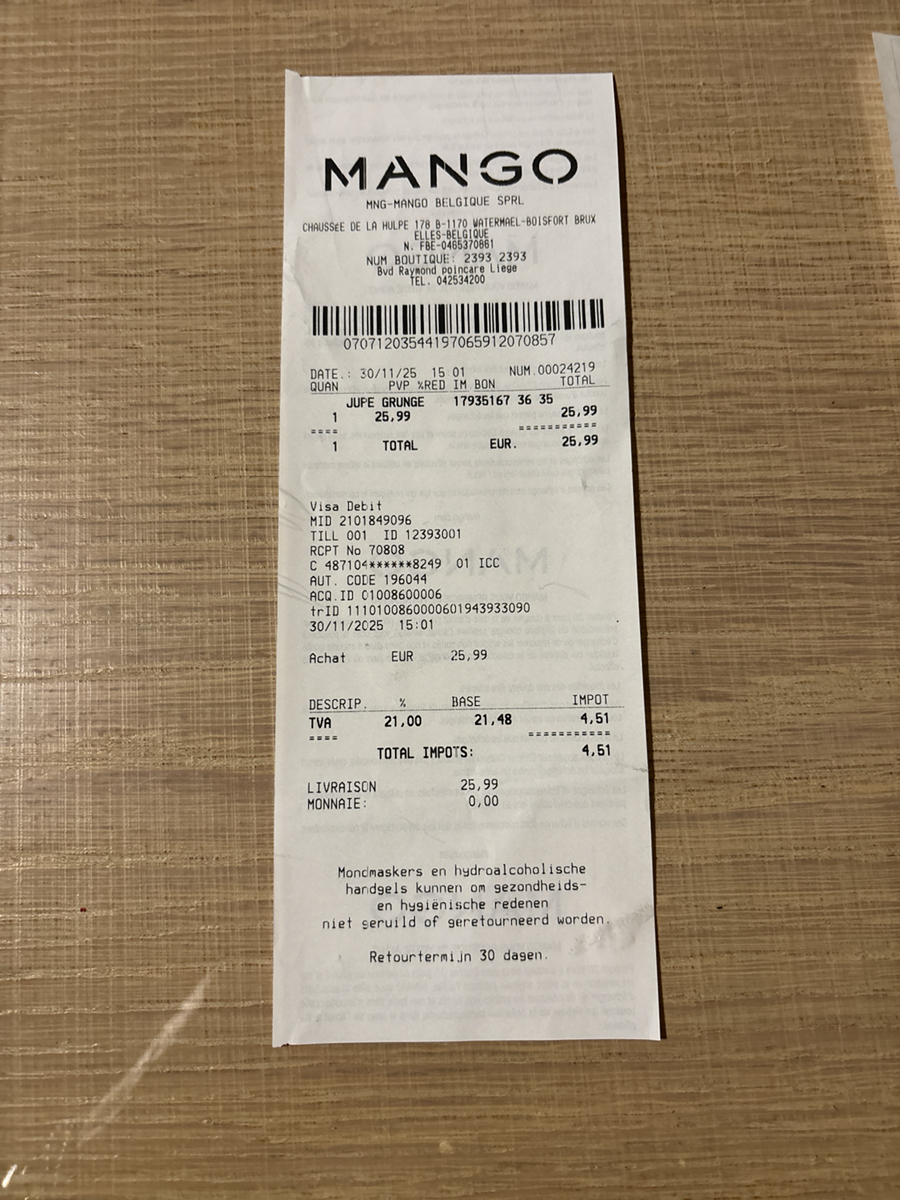 MANGO
MNG-MANGO BELGIQUE SPRL
CHAUSSéE DE LA HULPE 178 B-1170 WATERMAEL-BOISFORT BRUX
ELLES-BELGIQUE
N. FBE-0465370861
NUM BOUTIQUE: 2393 2393
Bvd Raymond poincare Liege
TEL. 042534200
07071203544197065912070857
DATE.: 30/11/25 15 01 NUM.00024219
QUAN PVP %RED IM BON TOTAL
JUPE GRUNGE 17935167 36 35
1 25,99 25,99
==== ===========
1 TOTAL EUR. 25,99
Visa Debit
MID 2101849096
TILL 001 ID 12393001
RCPT No 70808
C 487104******8249 01 ICC
AUT. CODE 196044
ACQ.ID 01008600006
trID 1110100860000601943933090
30/11/2025 15:01
Achat EUR 25,99
DESCRIP. % BASE IMPOT
TVA 21,00 21,48 4,51
==== ===========
TOTAL IMPOTS: 4,51
LIVRAISON 25,99
MONNAIE: 0,00
Mondmaskers en hydroalcoholische
handgels kunnen om gezondheids-
en hygiënische redenen
niet geruild of geretourneerd worden.
Retourtermijn 30 dagen.